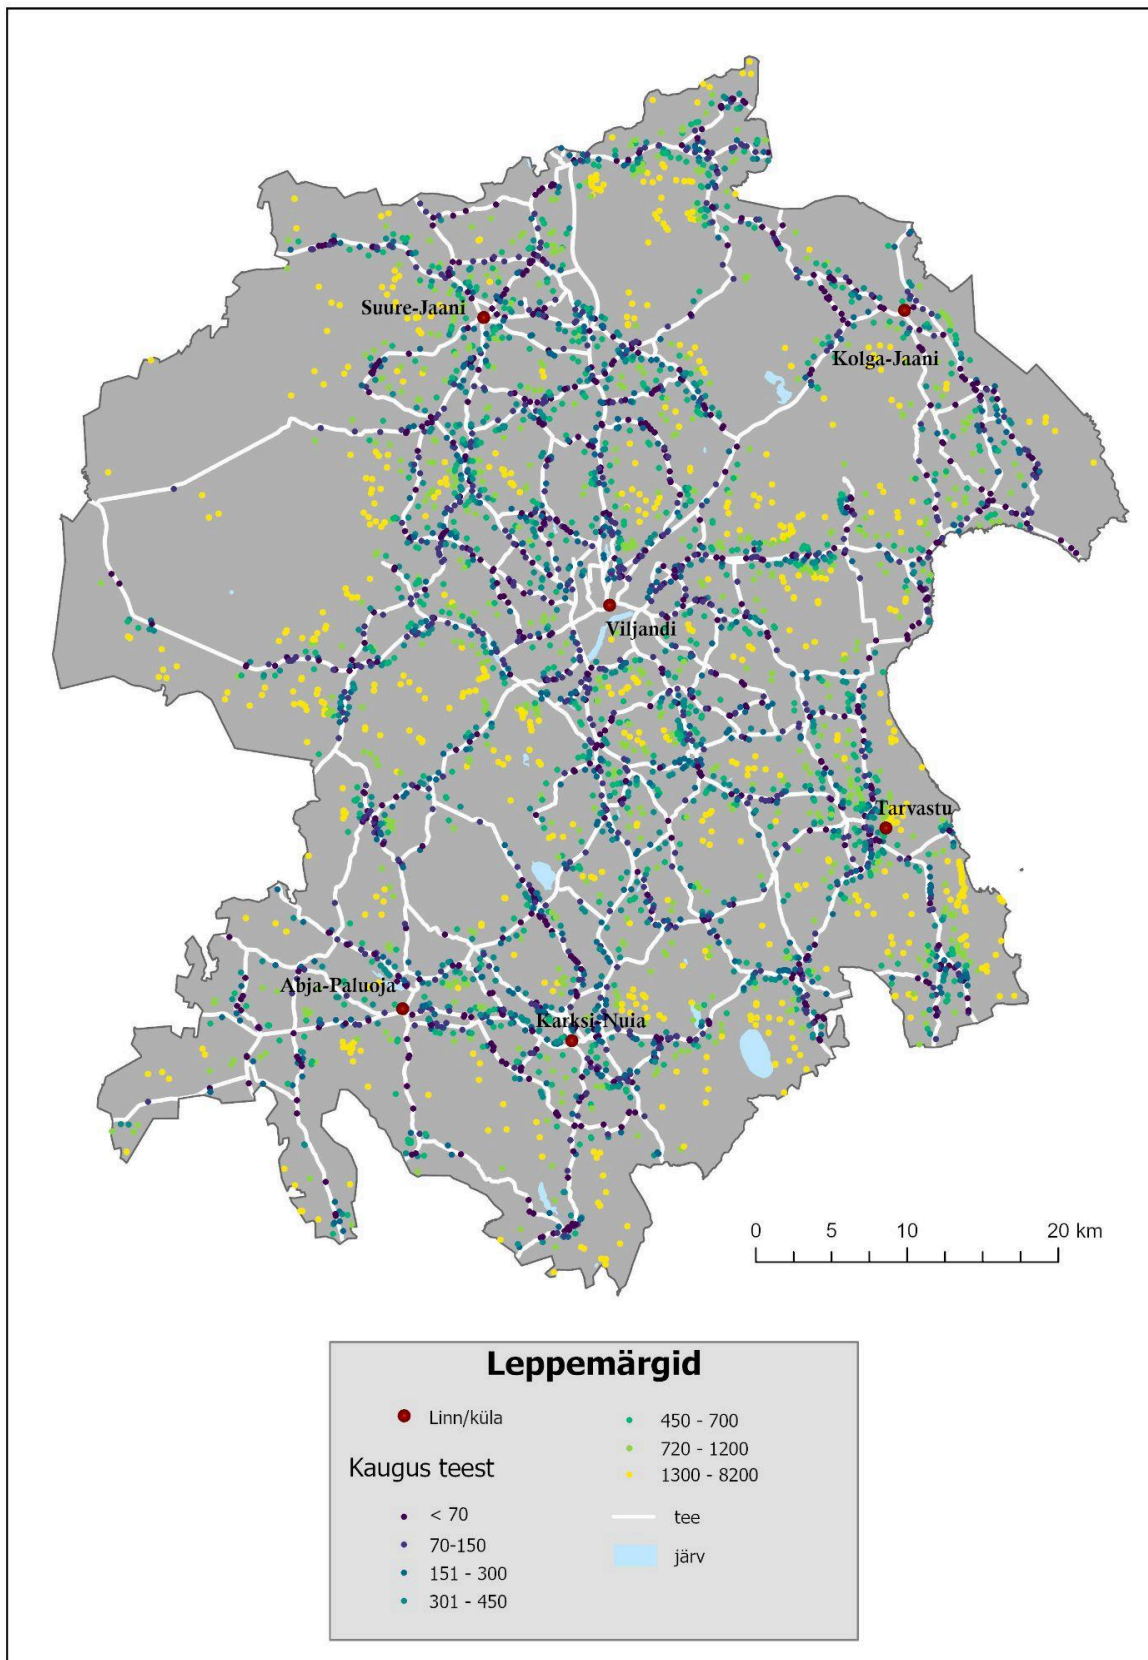 Suure-Jaani
Kolga-Jaani
Viljandi
Tarvastu
Abja-Paluoja
Karksi-Nuia
0 5 10 20 km
Leppemärgid
Linn/küla
Kaugus teest
< 70
70-150
151 - 300
301 - 450
450 - 700
720 - 1200
1300 - 8200
tee
järv